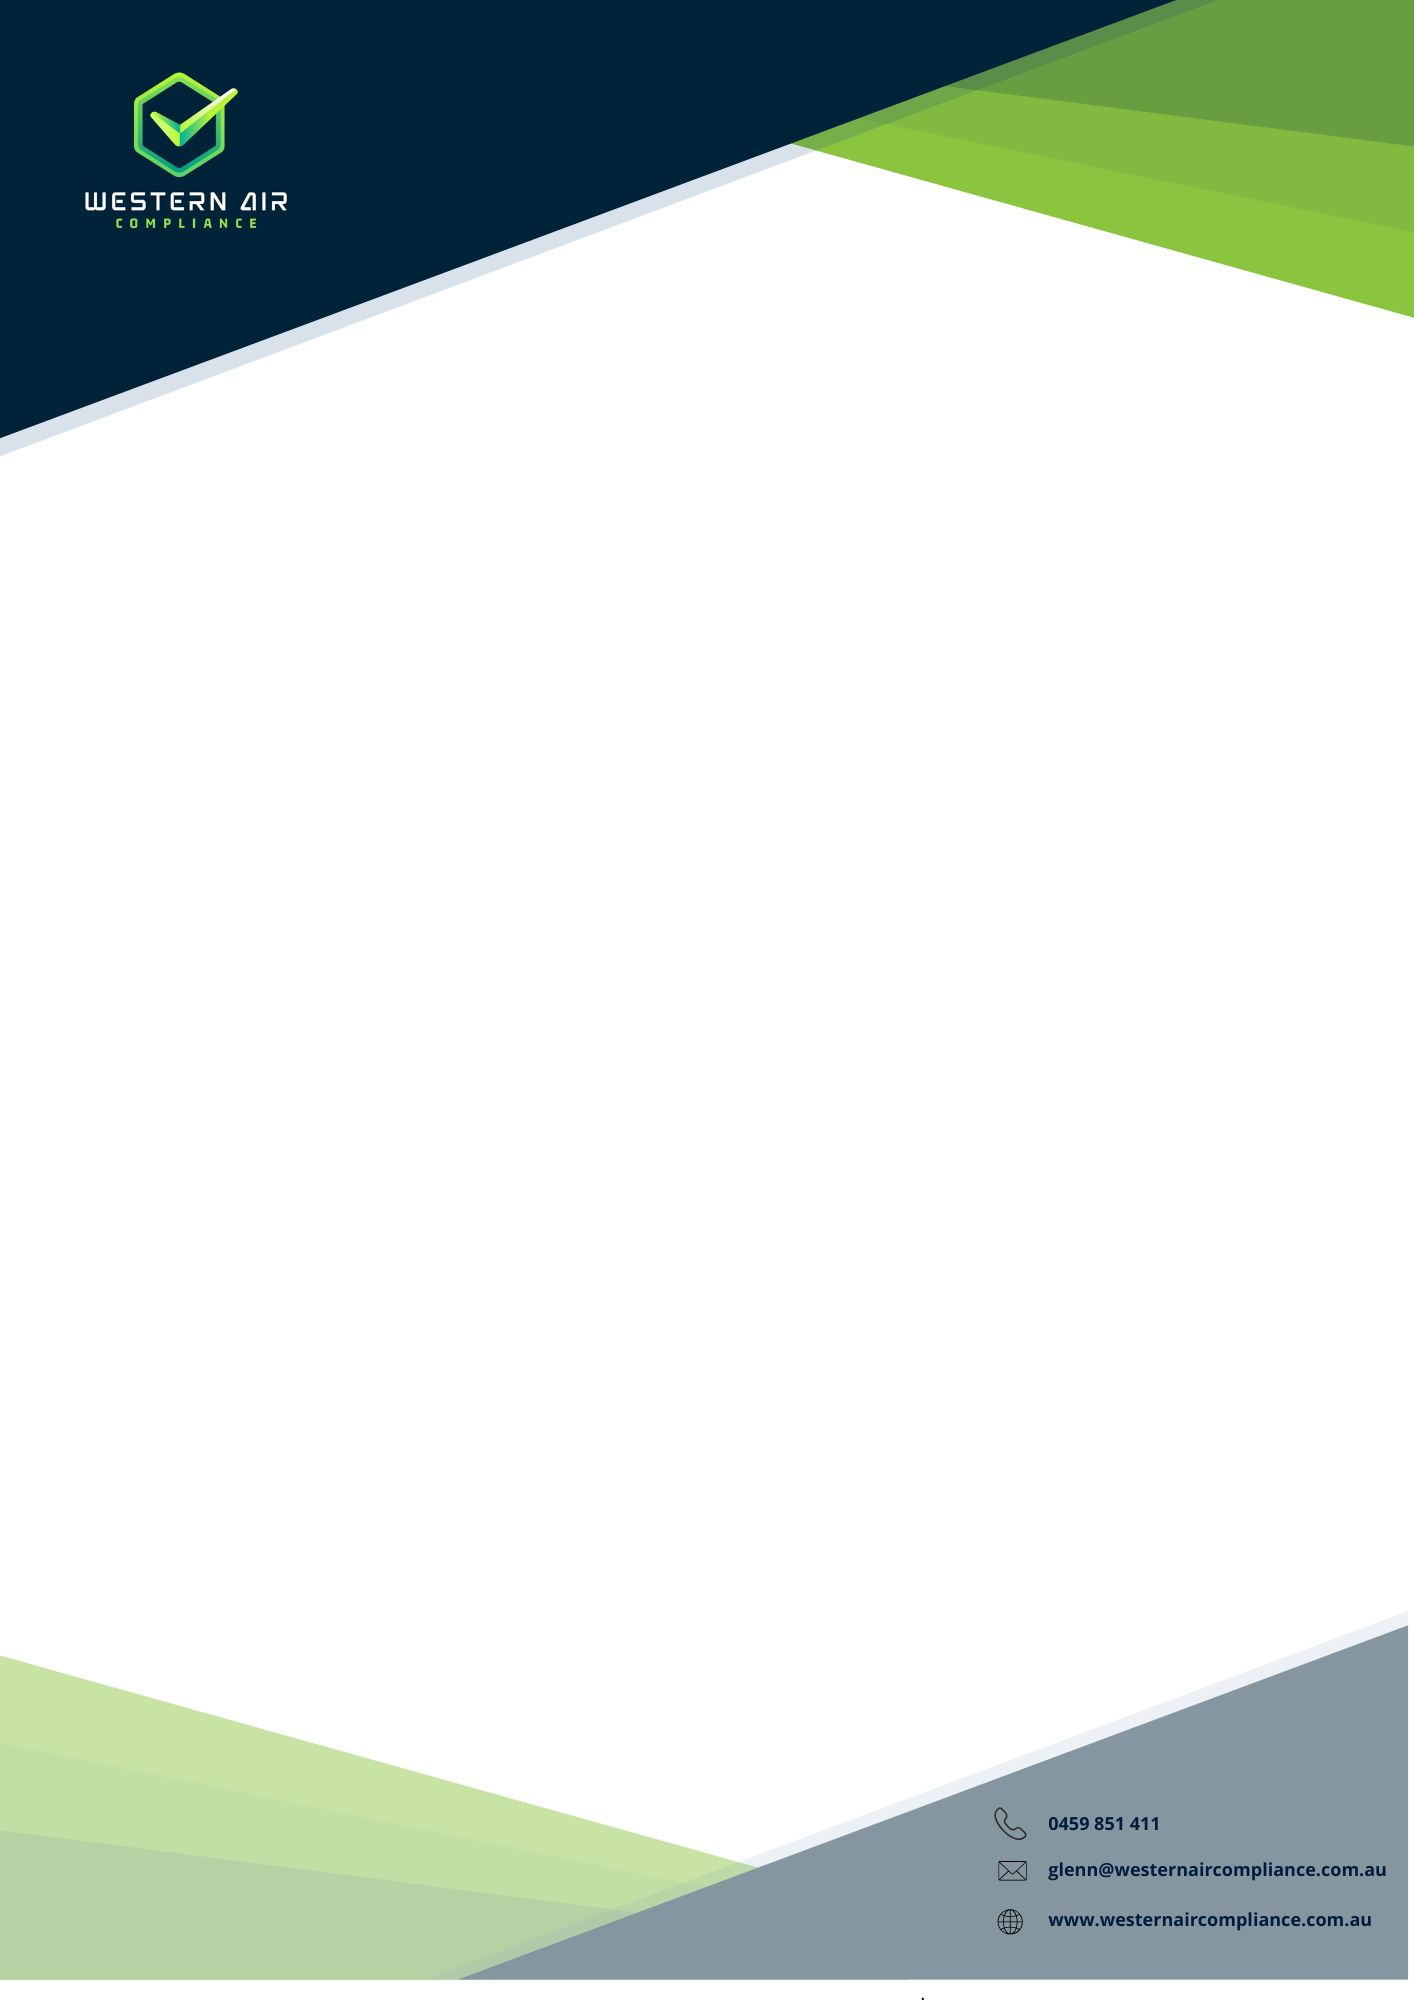 WESTERN AIR
COMPLIANCE
0459 851 411
glenn@westernaircompliance.com.au
www.westernaircompliance.com.au
.